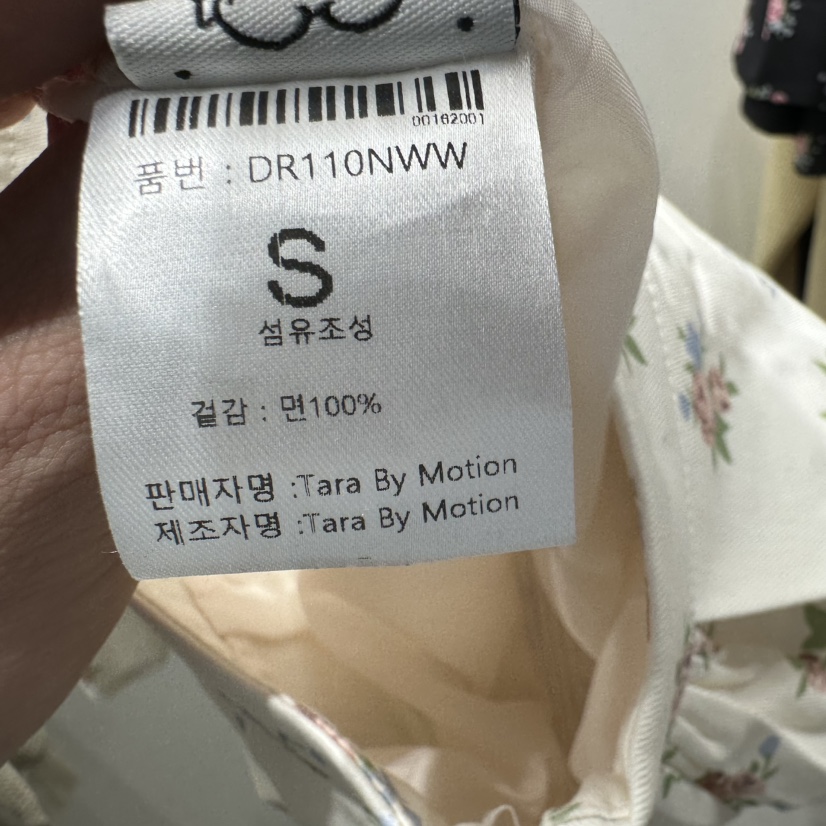 00162001
품번 : DR110NWW
S
섬유조성
겉감 : 면100%
판매자명 :Tara By Motion
제조자명 :Tara By Motion